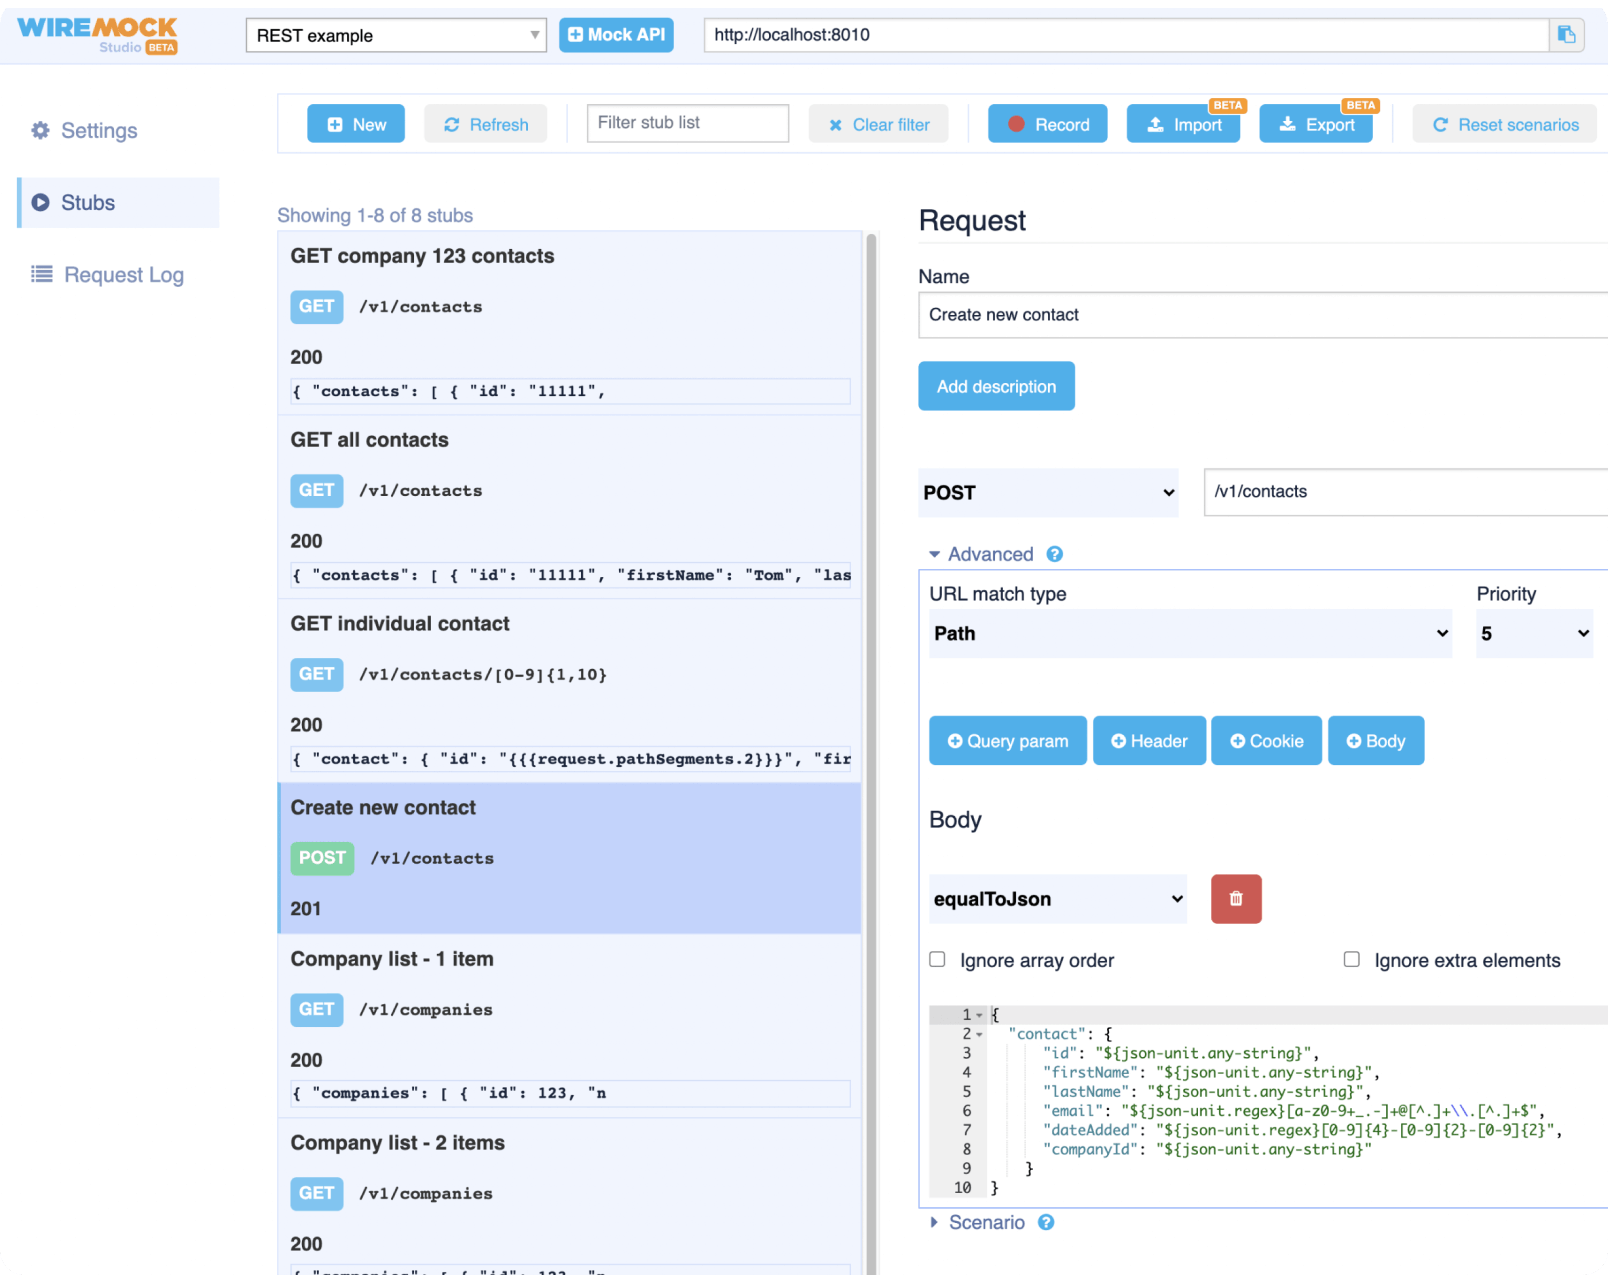 WIREMOCK
Studio BETA
REST example
Mock API
http://localhost:8010
Settings
Stubs
Request Log
New
Refresh
Filter stub list
Clear filter
Record
Import
BETA
Export
BETA
Reset scenarios
Showing 1-8 of 8 stubs
GET company 123 contacts
GET /v1/contacts
200
{ "contacts": [ { "id": "11111",
GET all contacts
GET /v1/contacts
200
{ "contacts": [ { "id": "11111", "firstName": "Tom", "las
GET individual contact
GET /v1/contacts/[0-9]{1,10}
200
{ "contact": { "id": "{{{request.pathSegments.2}}}", "fir
Create new contact
POST /v1/contacts
201
Company list - 1 item
GET /v1/companies
200
{ "companies": [ { "id": 123, "n
Company list - 2 items
GET /v1/companies
200
{ "companies": [ { "id": 123, "n
Request
Name
Create new contact
Add description
POST
/v1/contacts
Advanced
URL match type
Priority
Path
5
Query param
Header
Cookie
Body
Body
equalToJson
Ignore array order
Ignore extra elements
1 {
2 "contact": {
3 "id": "${json-unit.any-string}",
4 "firstName": "${json-unit.any-string}",
5 "lastName": "${json-unit.any-string}",
6 "email": "${json-unit.regex}[a-z0-9+_.-]+@[^.]+\\.[^.]+$",
7 "dateAdded": "${json-unit.regex}[0-9]{4}-[0-9]{2}-[0-9]{2}",
8 "companyId": "${json-unit.any-string}"
9 }
10 }
Scenario